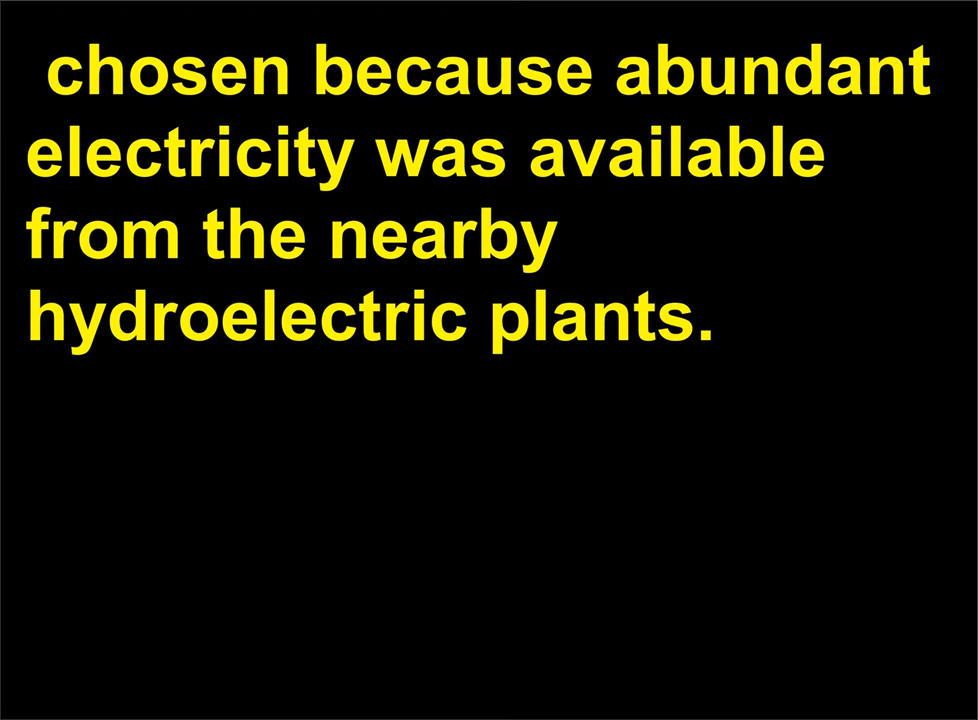 chosen because abundant
electricity was available
from the nearby
hydroelectric plants.